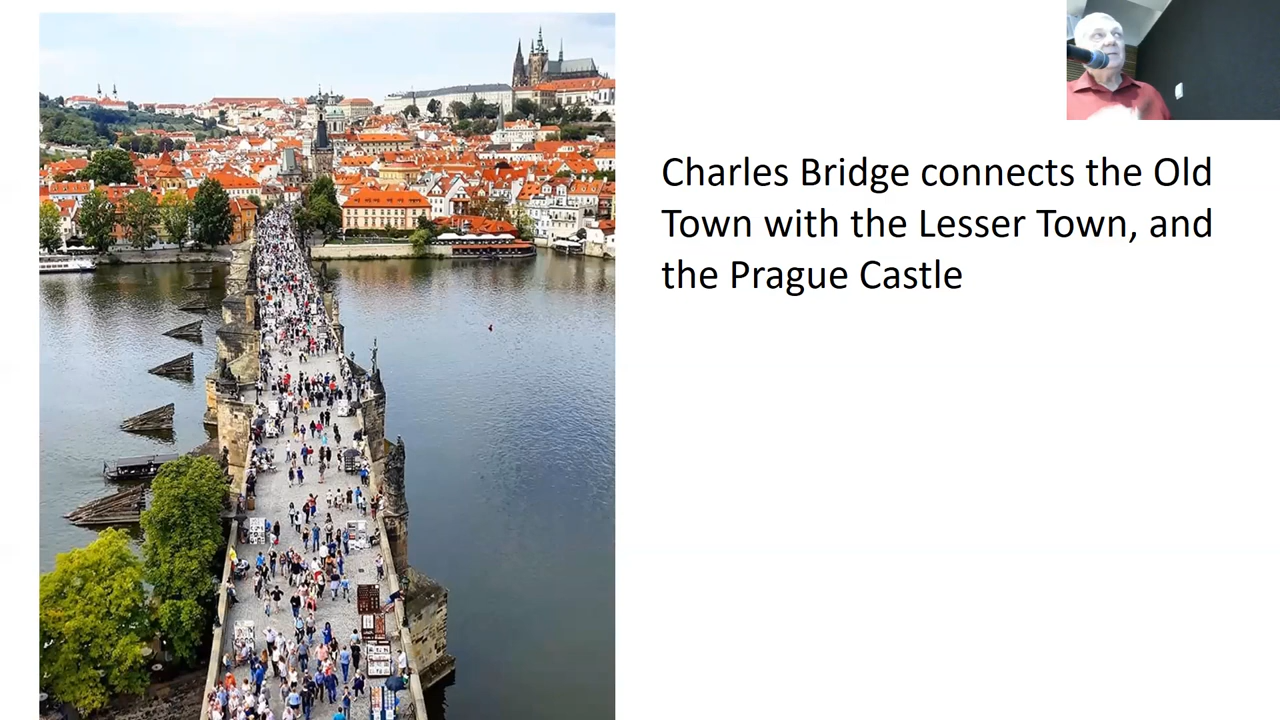 Charles Bridge connects the Old
Town with the Lesser Town, and
the Prague Castle